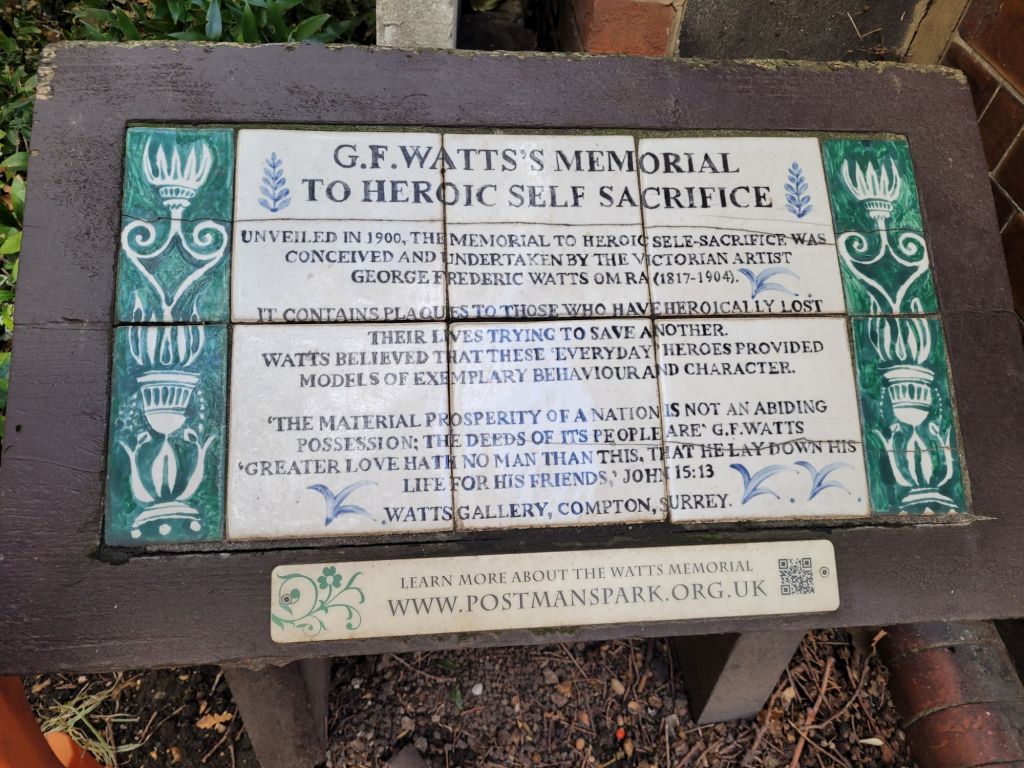 G.F.WATTS'S MEMORIAL
TO HEROIC SELF SACRIFICE
UNVEILED IN 1900, THE MEMORIAL TO HEROIC SELF-SACRIFICE WAS
CONCEIVED AND UNDERTAKEN BY THE VICTORIAN ARTIST
GEORGE FREDERIC WATTS OM RA (1817-1904).
IT CONTAINS PLAQUES TO THOSE WHO HAVE HEROICALLY LOST
THEIR LIVES TRYING TO SAVE ANOTHER.
WATTS BELIEVED THAT THESE 'EVERYDAY' HEROES PROVIDED
MODELS OF EXEMPLARY BEHAVIOUR AND CHARACTER.
'THE MATERIAL PROSPERITY OF A NATION IS NOT AN ABIDING
POSSESSION; THE DEEDS OF ITS PEOPLE ARE' G.F.WATTS
'GREATER LOVE HATH NO MAN THAN THIS, THAT HE LAY DOWN HIS
LIFE FOR HIS FRIENDS,' JOHN 15:13
WATTS GALLERY, COMPTON, SURREY.
LEARN MORE ABOUT THE WATTS MEMORIAL
WWW.POSTMANSPARK.ORG.UK